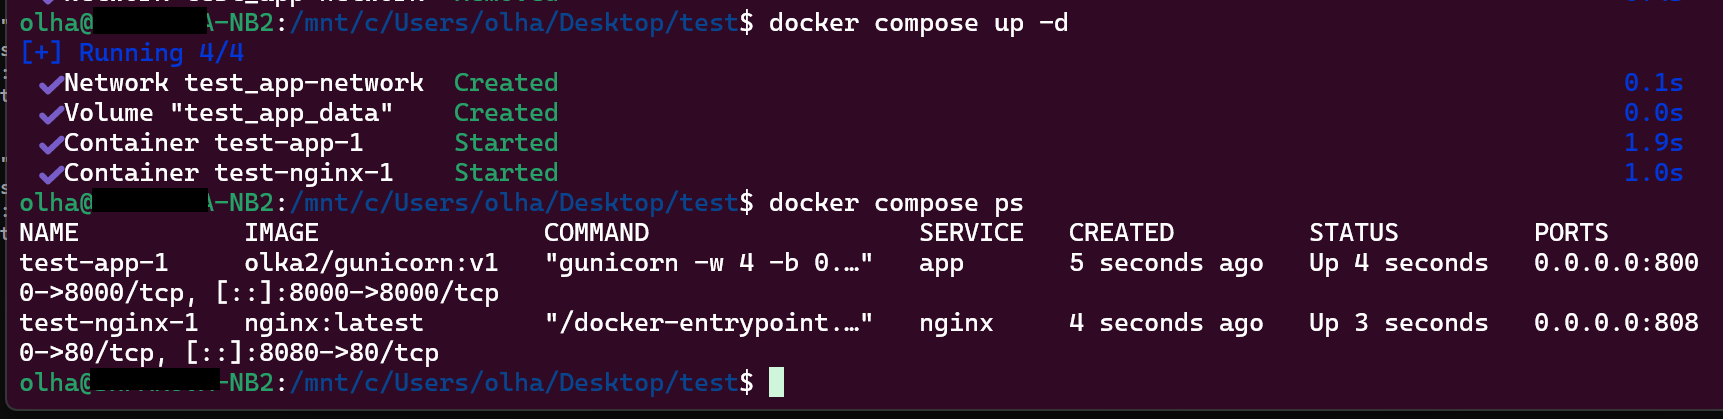 olha@ A-NB2:/mnt/c/Users/olha/Desktop/test$ docker compose up -d
[+] Running 4/4
✔Network test_app-network Created 0.1s
✔Volume "test_app_data" Created 0.0s
✔Container test-app-1 Started 1.9s
✔Container test-nginx-1 Started 1.0s
olha@ A-NB2:/mnt/c/Users/olha/Desktop/test$ docker compose ps
NAME IMAGE COMMAND SERVICE CREATED STATUS PORTS
test-app-1 olka2/gunicorn:v1 "gunicorn -w 4 -b 0.…" app 5 seconds ago Up 4 seconds 0.0.0.0:800
0->8000/tcp, [::]:8000->8000/tcp
test-nginx-1 nginx:latest "/docker-entrypoint.…" nginx 4 seconds ago Up 3 seconds 0.0.0.0:808
0->80/tcp, [::]:8080->80/tcp
olha@ -NB2:/mnt/c/Users/olha/Desktop/test$